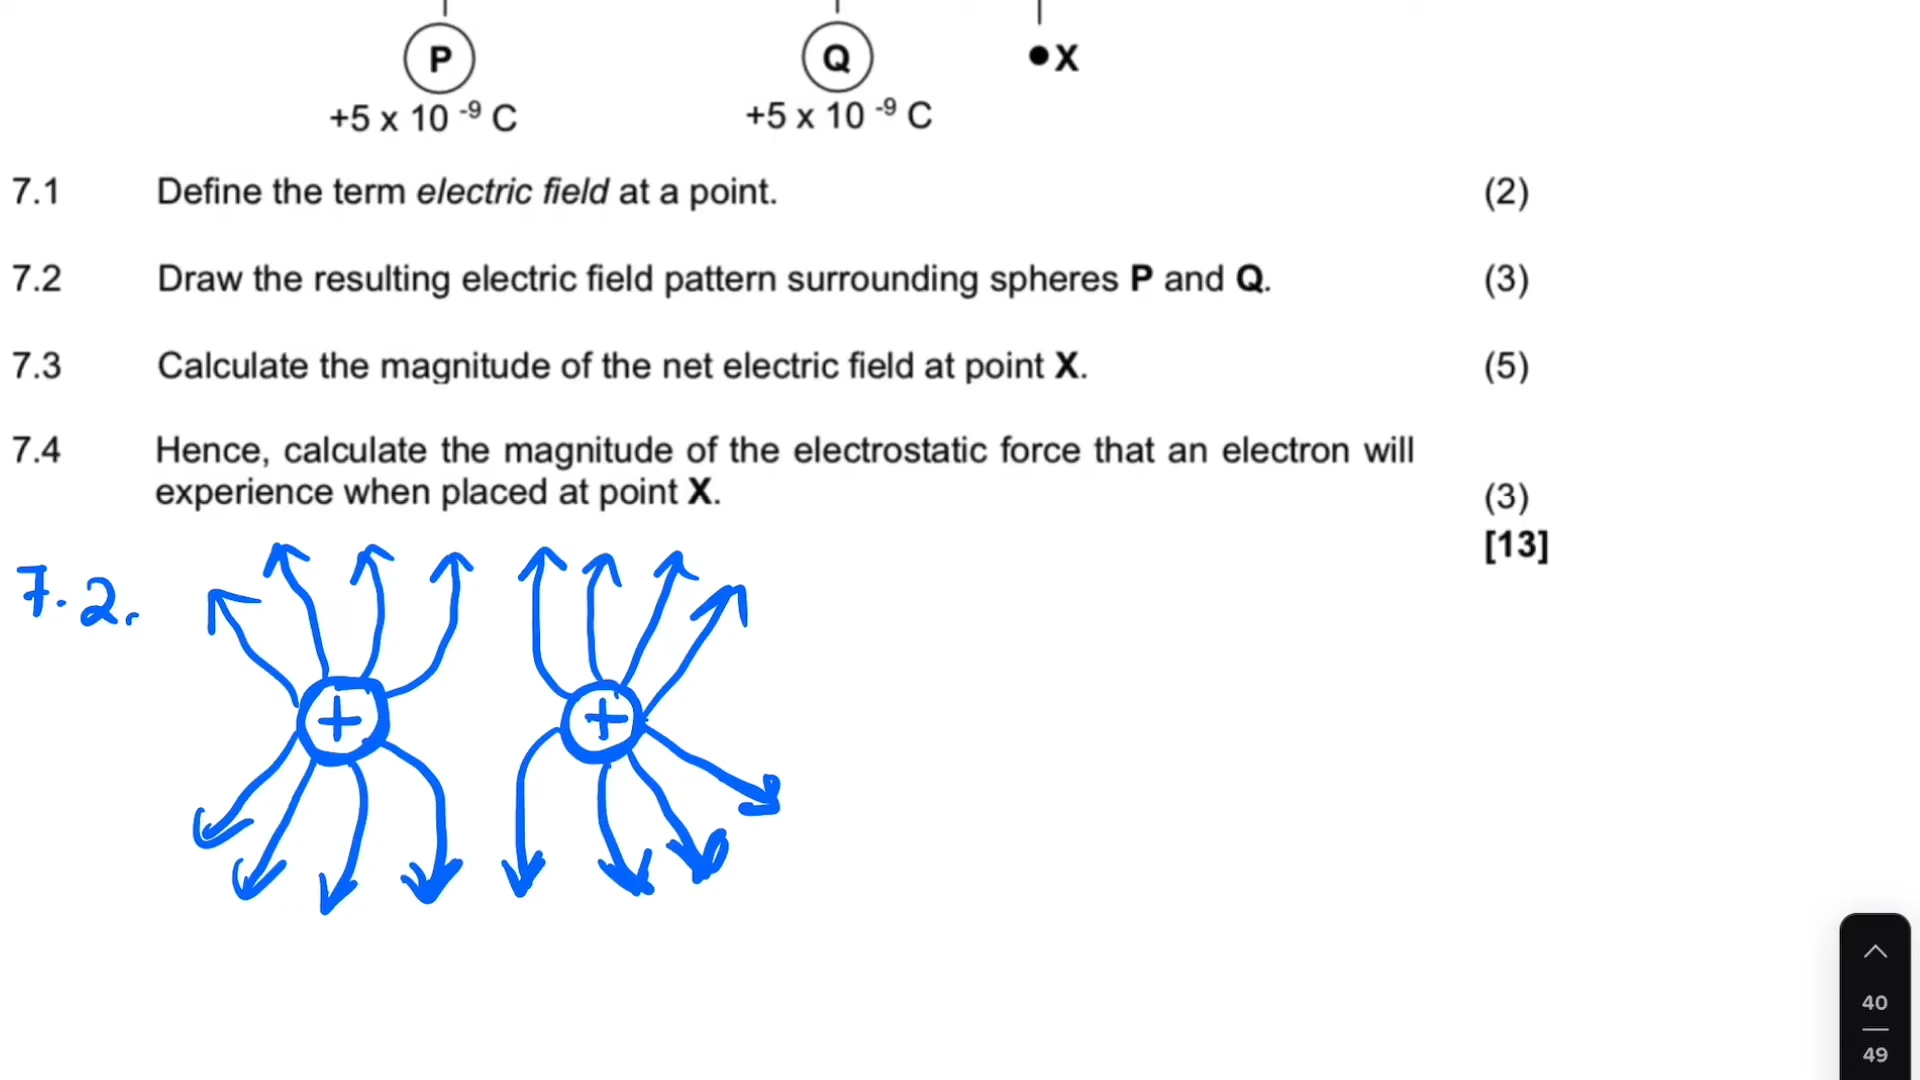 P
Q
X
+5 x 10 -9 C
+5 x 10 -9 C
7.1 Define the term electric field at a point. (2)
7.2 Draw the resulting electric field pattern surrounding spheres P and Q. (3)
7.3 Calculate the magnitude of the net electric field at point X. (5)
7.4 Hence, calculate the magnitude of the electrostatic force that an electron will
experience when placed at point X. (3)
[13]
7.2.
+ +
40
49